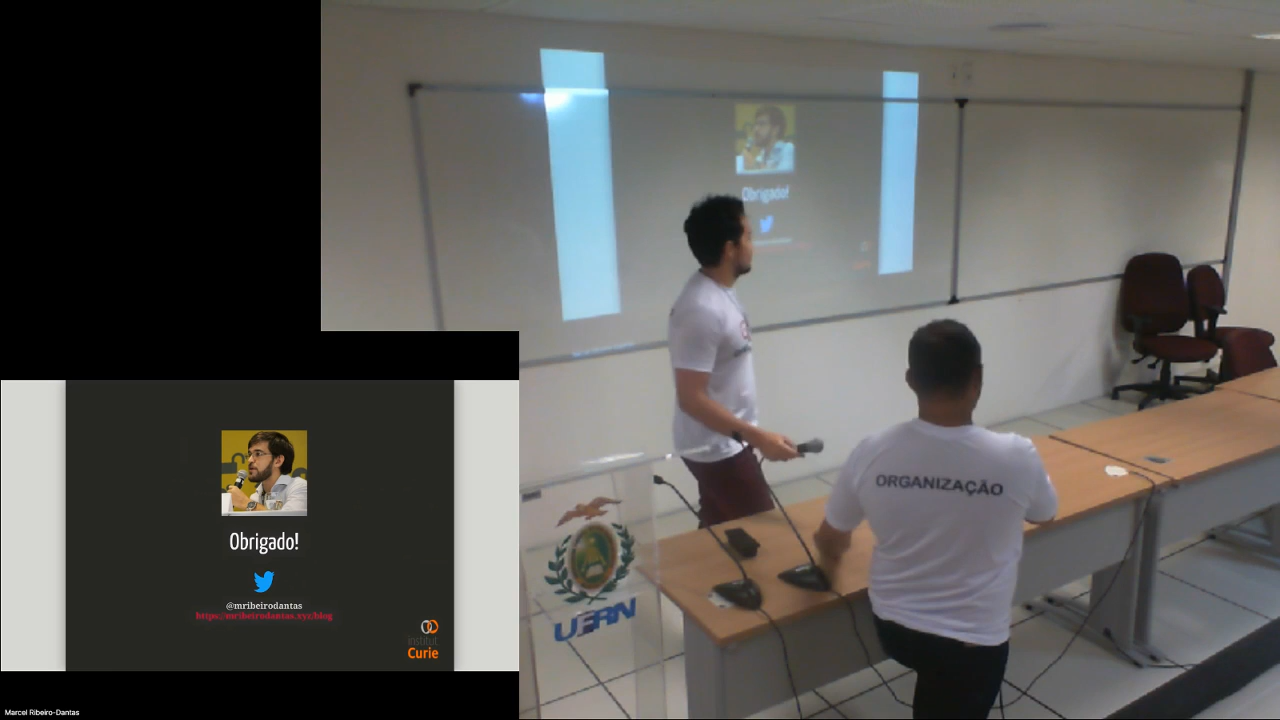 Obrigado!
ORGANIZAÇÃO
UERN
Obrigado!
@mribeirodantas
https://mribeirodantas.xyz/blog
institut
Curie
Marcel Ribeiro-Dantas